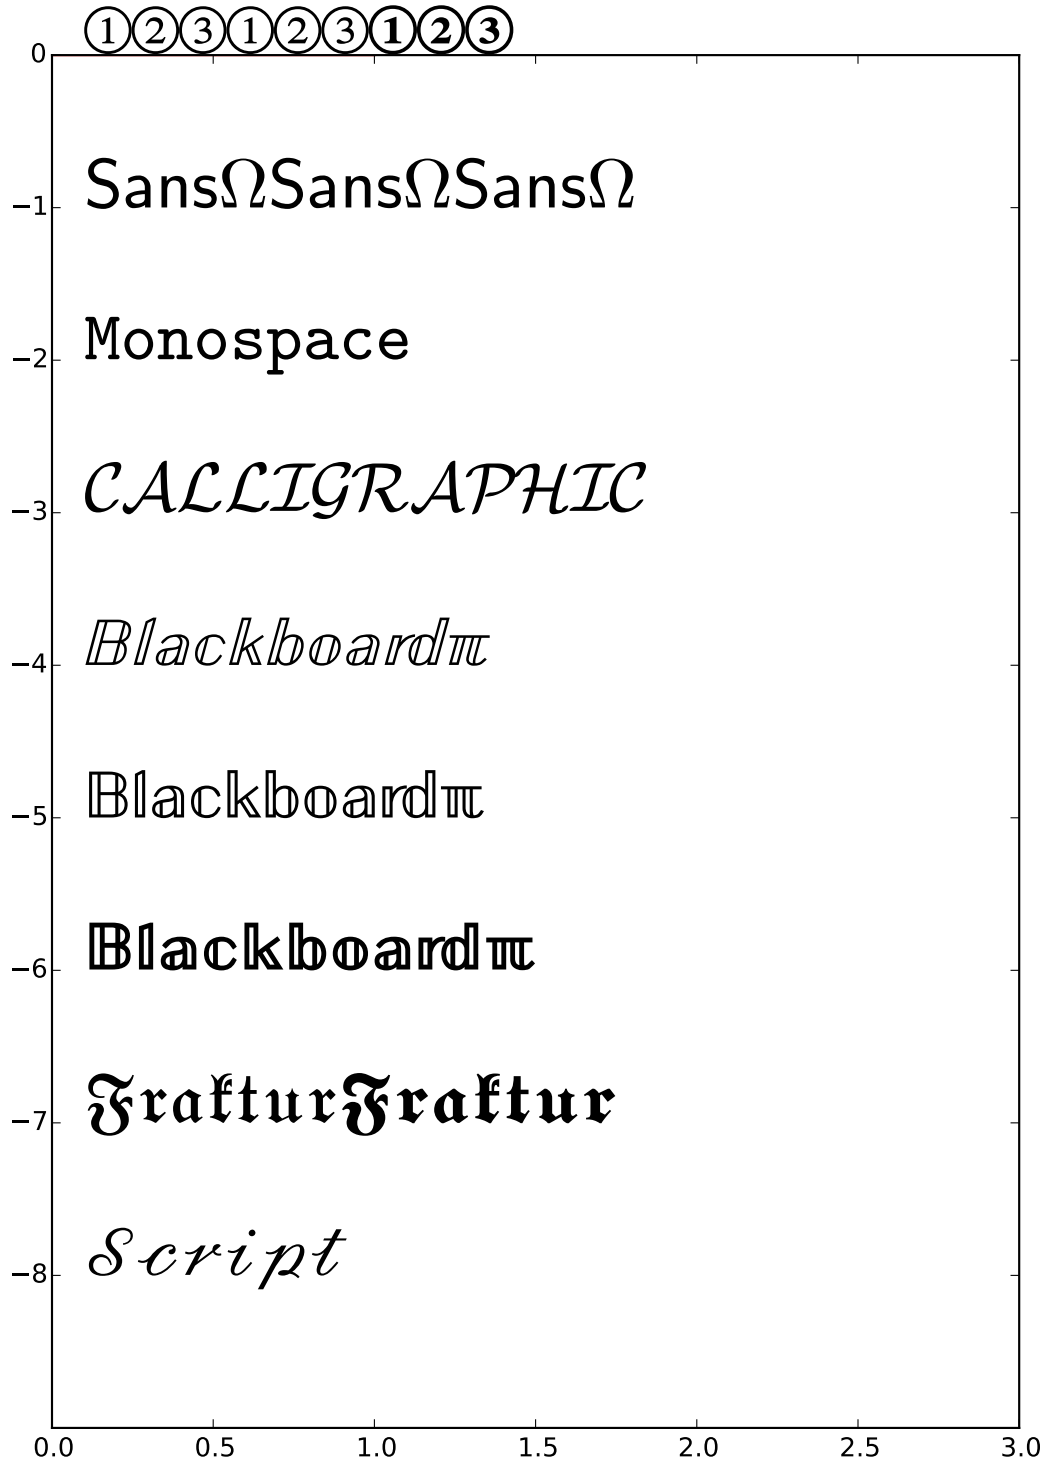 ①②③①②③①②③
0
SansΩSansΩSansΩ
−1
Monospace
−2
CALLIGRAPHIC
−3
Blackboardπ
−4
Blackboardπ
−5
Blackboardπ
−6
FrakturFraktur
−7
Script
−8
0.0 0.5 1.0 1.5 2.0 2.5 3.0